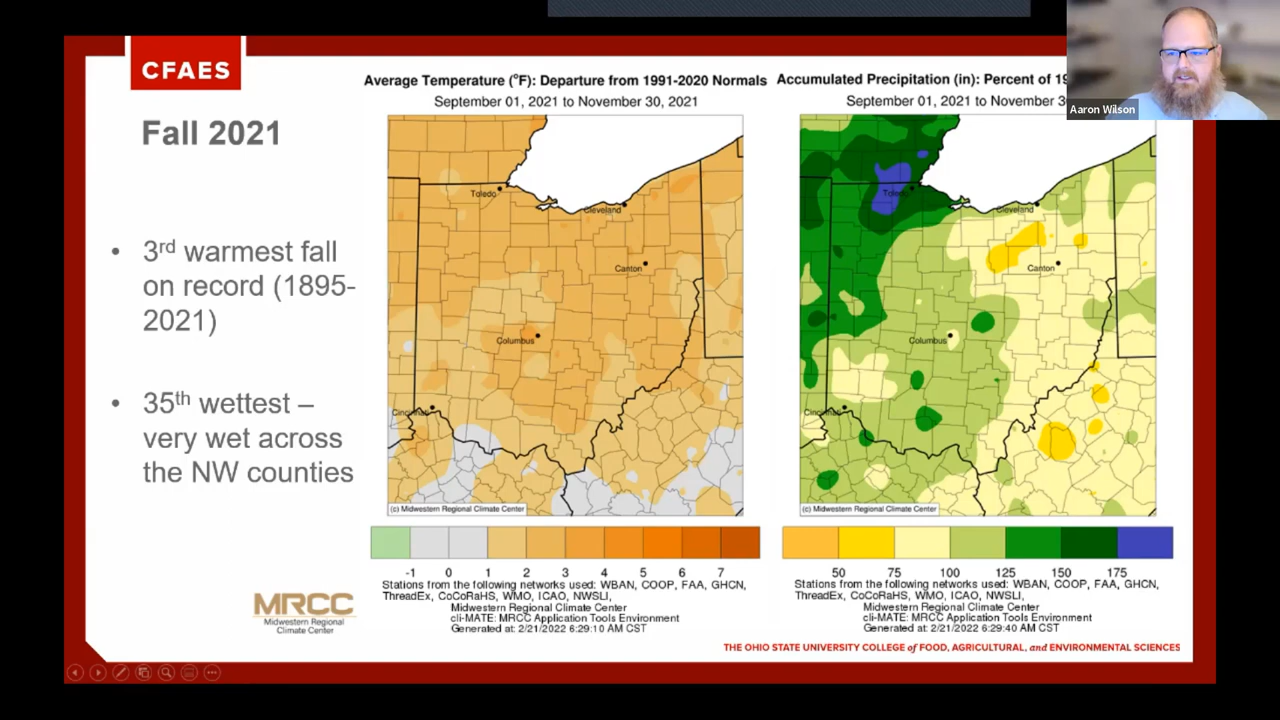 CFAES
Fall 2021
• 3rd warmest fall
on record (1895-
2021)
• 35th wettest –
very wet across
the NW counties
MRCC
Midwestern Regional
Climate Center
Average Temperature (°F): Departure from 1991-2020 Normals
September 01, 2021 to November 30, 2021
Toledo
Cleveland
Canton
Columbus
Cincinnati
(c) Midwestern Regional Climate Center
-1 0 1 2 3 4 5 6 7
Stations from the following networks used: WBAN, COOP, FAA, GHCN,
ThreadEx, CoCoRaHS, WMO, ICAO, NWSLI,
Midwestern Regional Climate Center
cli-MATE: MRCC Application Tools Environment
Generated at: 2/21/2022 6:29:10 AM CST
Accumulated Precipitation (in): Percent of 19
September 01, 2021 to November 3
Toledo
Cleveland
Canton
Columbus
Cincinnati
(c) Midwestern Regional Climate Center
50 75 100 125 150 175
Stations from the following networks used: WBAN, COOP, FAA, GHCN,
ThreadEx, CoCoRaHS, WMO, ICAO, NWSLI,
Midwestern Regional Climate Center
cli-MATE: MRCC Application Tools Environment
Generated at: 2/21/2022 6:29:40 AM CST
Aaron Wilson
THE OHIO STATE UNIVERSITY COLLEGE of FOOD, AGRICULTURAL, and ENVIRONMENTAL SCIENCES